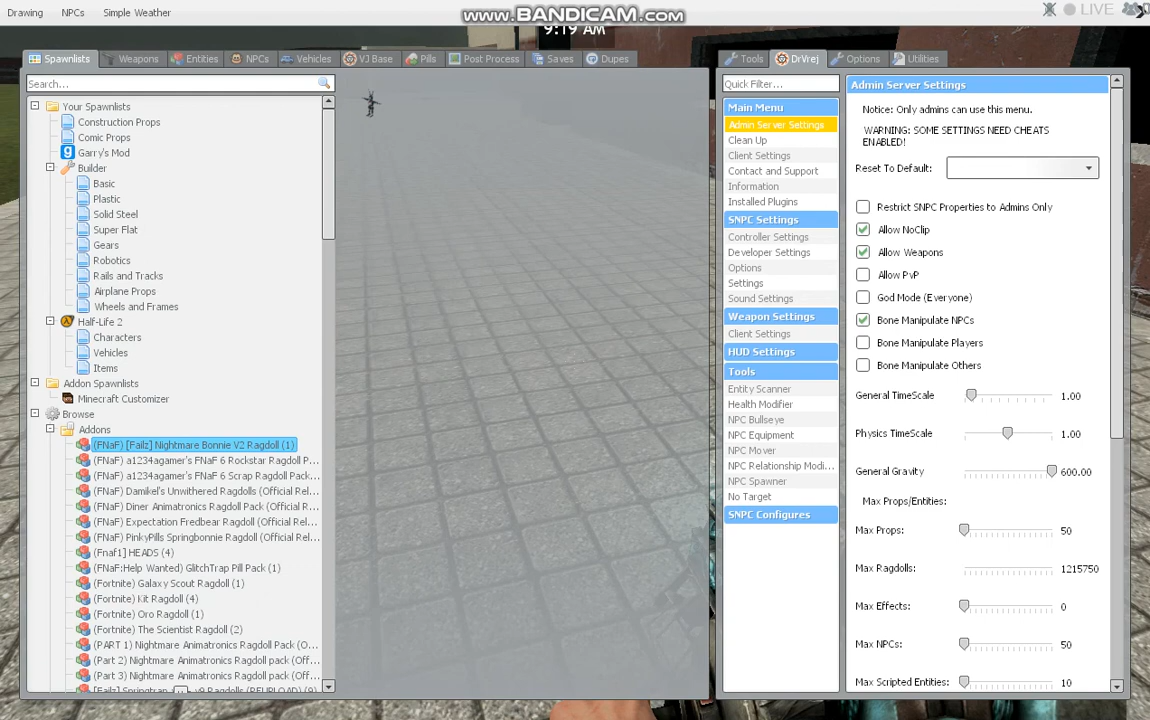 Drawing NPCs Simple Weather
www.BANDICAM.com
LIVE
9:19 AM
Spawnlists Weapons Entities NPCs Vehicles VJ Base Pills Post Process Saves Dupes
Search...
Your Spawnlists
Construction Props
Comic Props
Garry's Mod
Builder
Basic
Plastic
Solid Steel
Super Flat
Gears
Robotics
Rails and Tracks
Airplane Props
Wheels and Frames
Half-Life 2
Characters
Vehicles
Items
Addon Spawnlists
Minecraft Customizer
Browse
Addons
(FNaF) [Failz] Nightmare Bonnie V2 Ragdoll (1)
(FNaF) a1234agamer's FNaF 6 Rockstar Ragdoll P...
(FNaF) a1234agamer's FNaF 6 Scrap Ragdoll Pack...
(FNaF) Damikel's Unwithered Ragdolls (Official Rel...
(FNaF) Diner Animatronics Ragdoll Pack (Official R...
(FNaF) Expectation Fredbear Ragdoll (Official Rel...
(FNaF) PinkyPills Springbonnie Ragdoll (Official Rel...
(Fnaf1] HEADS (4)
(FNaF:Help Wanted) GlitchTrap Pill Pack (1)
(Fortnite) Galaxy Scout Ragdoll (1)
(Fortnite) Kit Ragdoll (4)
(Fortnite) Oro Ragdoll (1)
(Fortnite) The Scientist Ragdoll (2)
(PART 1) Nightmare Animatronics Ragdoll pack (O...
(Part 2) Nightmare Animatronics Ragdoll pack (Off...
(Part 3) Nightmare Animatronics Ragdoll pack (Off...
Tools DrVrej Options Utilities
Quick Filter...
Main Menu
Admin Server Settings
Clean Up
Client Settings
Contact and Support
Information
Installed Plugins
SNPC Settings
Controller Settings
Developer Settings
Options
Settings
Sound Settings
Weapon Settings
Client Settings
HUD Settings
Tools
Entity Scanner
Health Modifier
NPC Bullseye
NPC Equipment
NPC Mover
NPC Relationship Modi...
NPC Spawner
No Target
SNPC Configures
Admin Server Settings
Notice: Only admins can use this menu.
WARNING: SOME SETTINGS NEED CHEATS
ENABLED!
Reset To Default:
Restrict SNPC Properties to Admins Only
Allow NoClip
Allow Weapons
Allow PvP
God Mode (Everyone)
Bone Manipulate NPCs
Bone Manipulate Players
Bone Manipulate Others
General TimeScale 1.00
Physics TimeScale 1.00
General Gravity 600.00
Max Props/Entities:
Max Props: 50
Max Ragdolls: 1215750
Max Effects: 0
Max NPCs: 50
Max Scripted Entities: 10